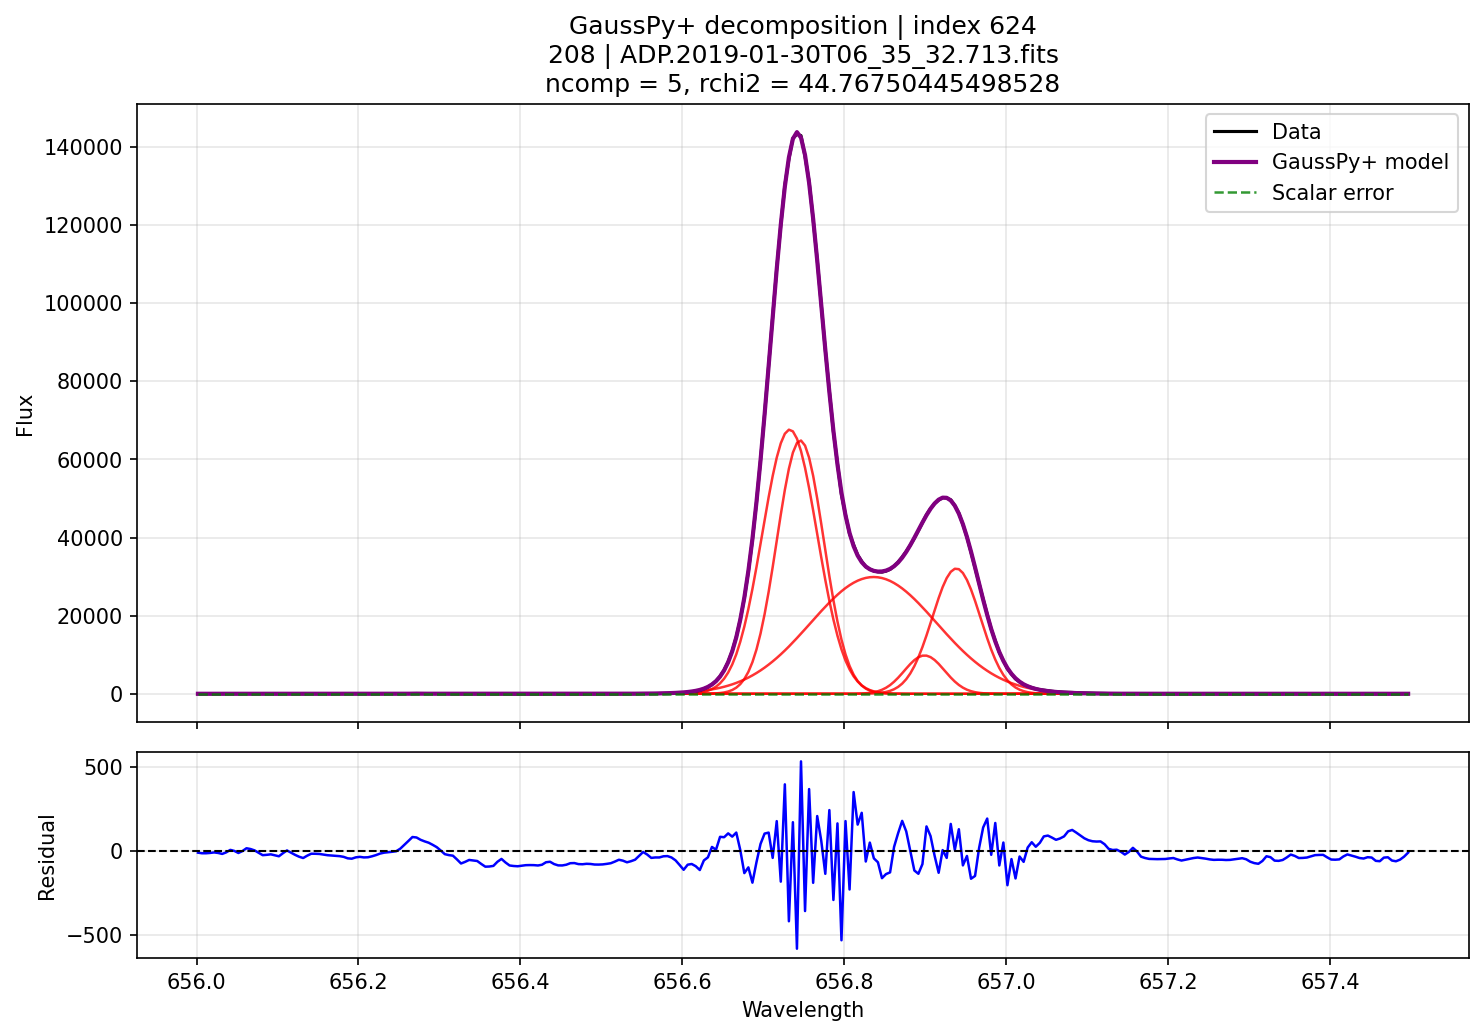 GaussPy+ decomposition | index 624
208 | ADP.2019-01-30T06_35_32.713.fits
ncomp = 5, rchi2 = 44.76750445498528
Data
GaussPy+ model
Scalar error
140000
120000
100000
80000
60000
40000
20000
0
Flux
500
0
−500
Residual
656.0
656.2
656.4
656.6
656.8
657.0
657.2
657.4
Wavelength